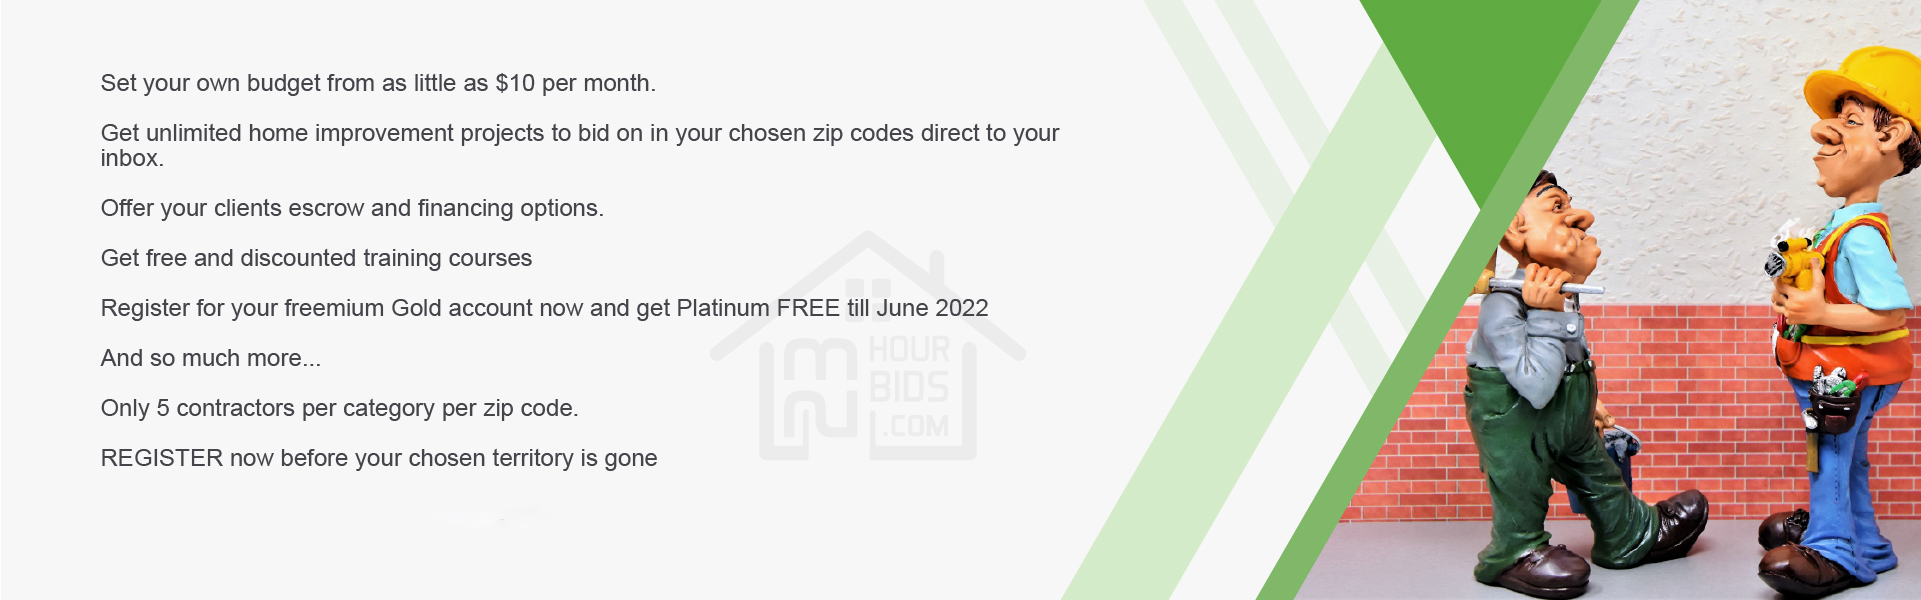 Set your own budget from as little as $10 per month.
Get unlimited home improvement projects to bid on in your chosen zip codes direct to your
inbox.
Offer your clients escrow and financing options.
Get free and discounted training courses
Register for your freemium Gold account now and get Platinum FREE till June 2022
And so much more...
Only 5 contractors per category per zip code.
REGISTER now before your chosen territory is gone
HOUR
BIDS
.COM